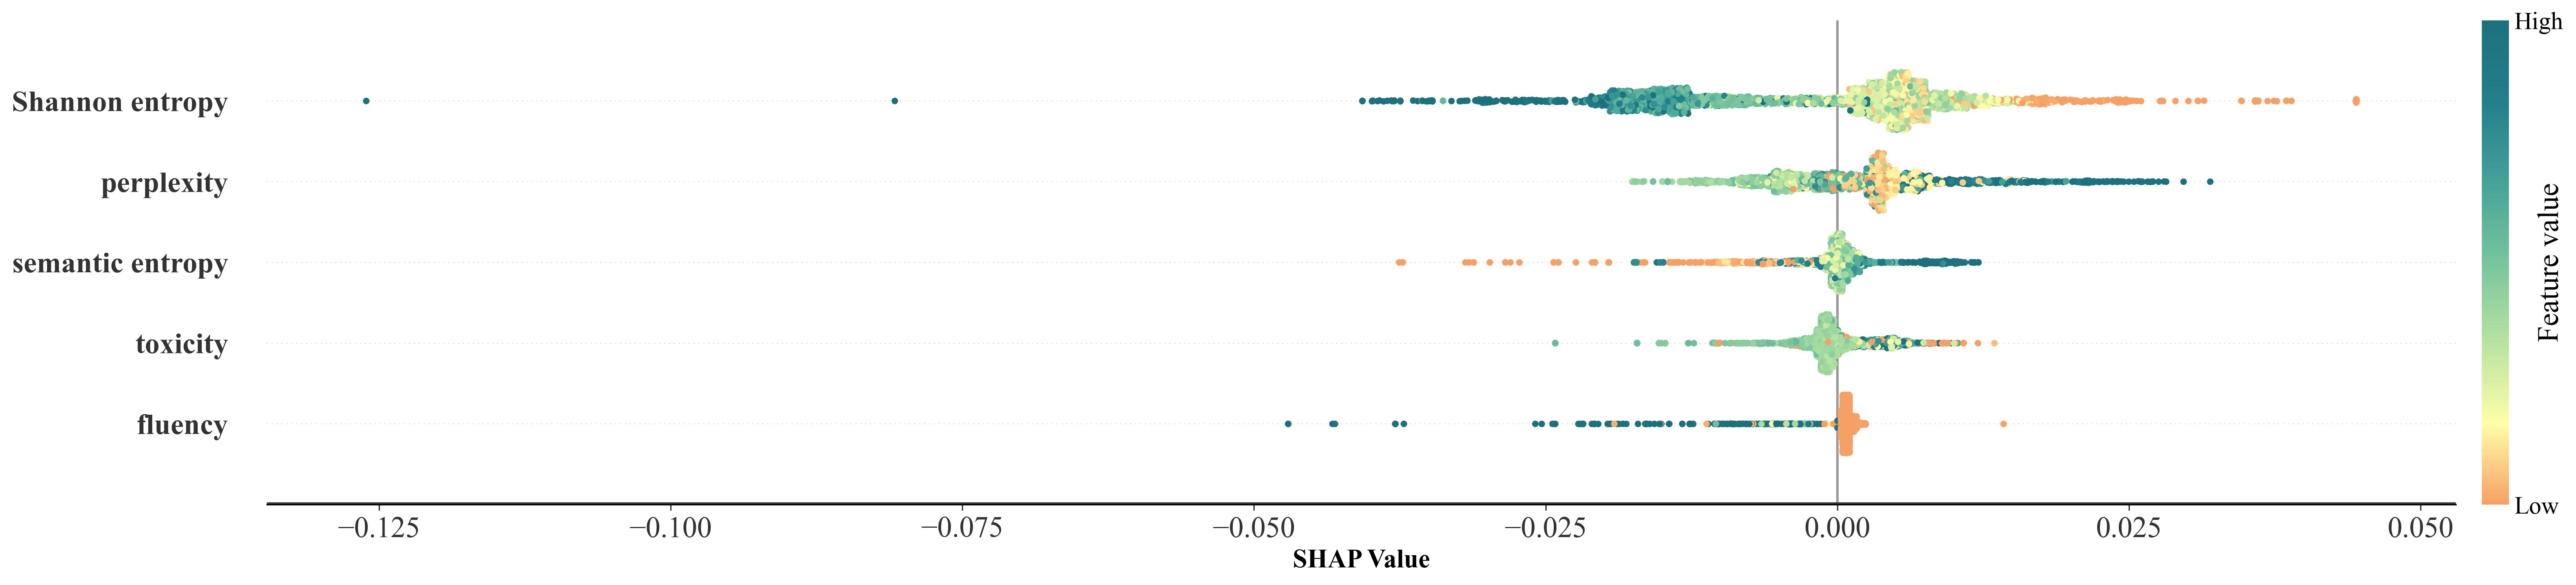 High
Shannon entropy
perplexity
semantic entropy
toxicity
fluency
Feature value
Low
−0.125 −0.100 −0.075 −0.050 −0.025 0.000 0.025 0.050
SHAP Value